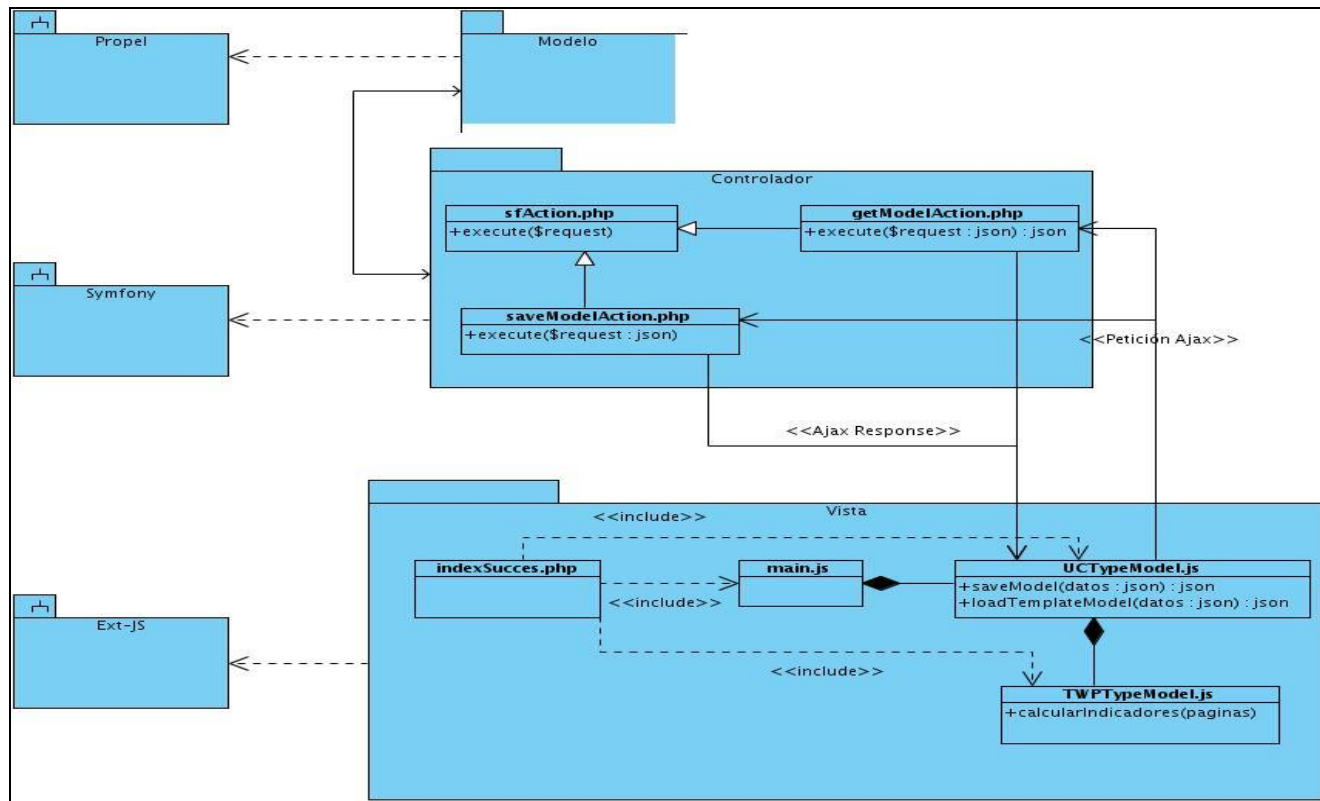 Propel
Modelo
Controlador
sfAction.php
+execute($request)
getModelAction.php
+execute($request : json) : json
Symfony
saveModelAction.php
+execute($request : json)
<<Petición Ajax>>
<<Ajax Response>>
Vista
<<include>>
indexSucces.php
main.js
UCTypeModel.js
+saveModel(datos : json) : json
+loadTemplateModel(datos : json) : json
<<include>>
Ext-JS
<<include>>
TWPTypeModel.js
+calcularIndicadores(paginas)